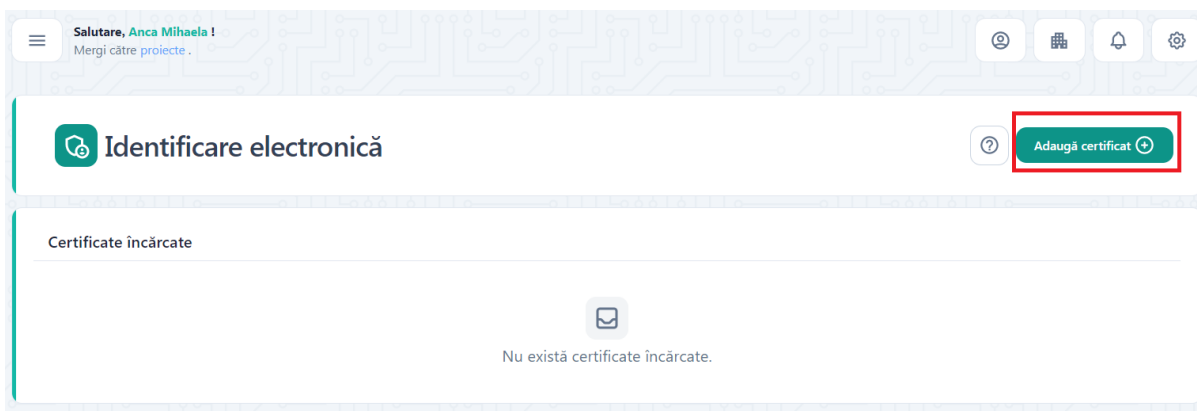 Salutare, Anca Mihaela !
Mergi către proiecte .
Identificare electronică
Adaugă certificat
Certificate încărcate
Nu există certificate încărcate.